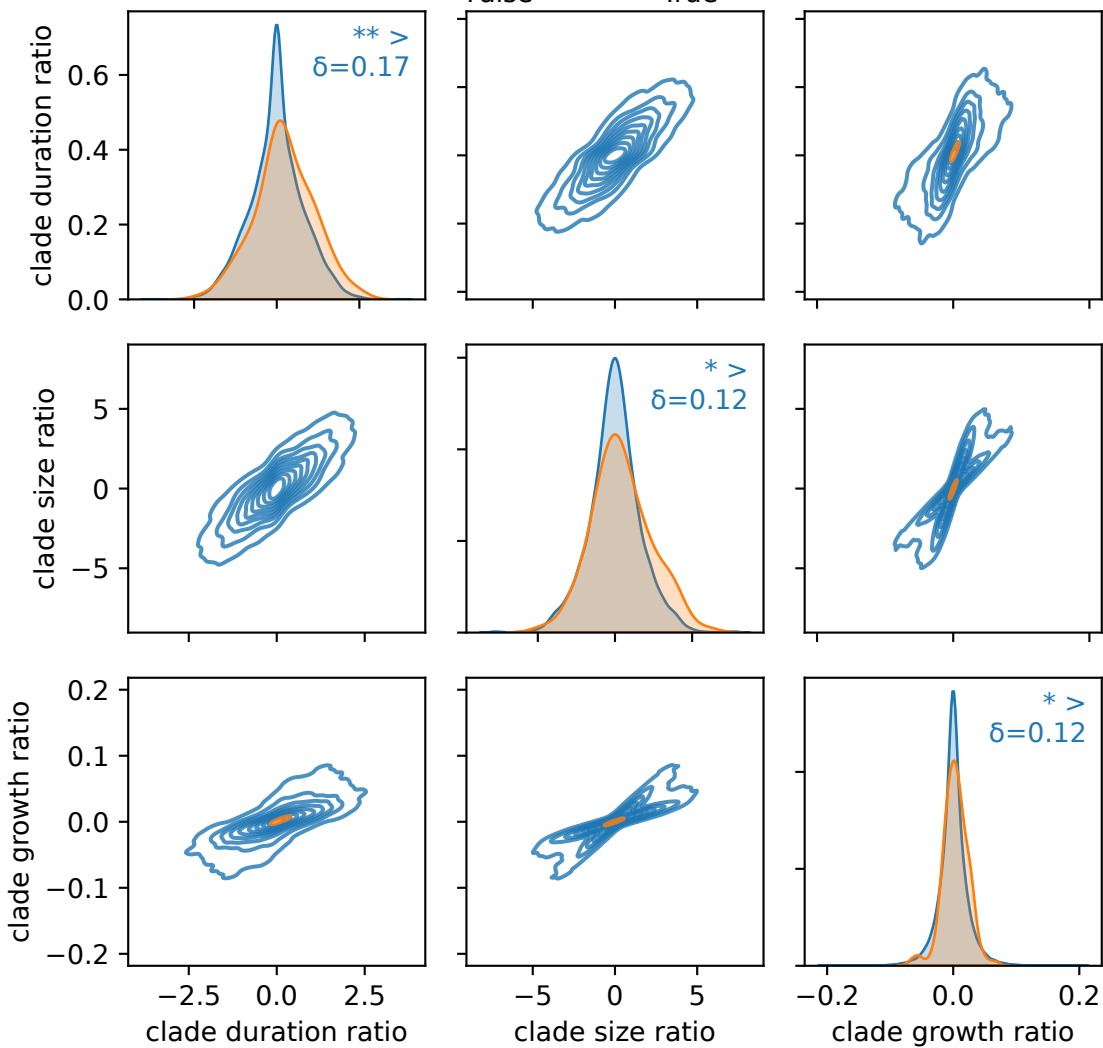 True
clade duration ratio
0.6
0.4
0.2
0.0
** >
δ=0.17
clade size ratio
5
0
−5
* >
δ=0.12
clade growth ratio
0.2
0.1
0.0
−0.1
−0.2
* >
δ=0.12
−2.5 0.0 2.5
−5 0 5
−0.2 0.0 0.2
clade duration ratio
clade size ratio
clade growth ratio